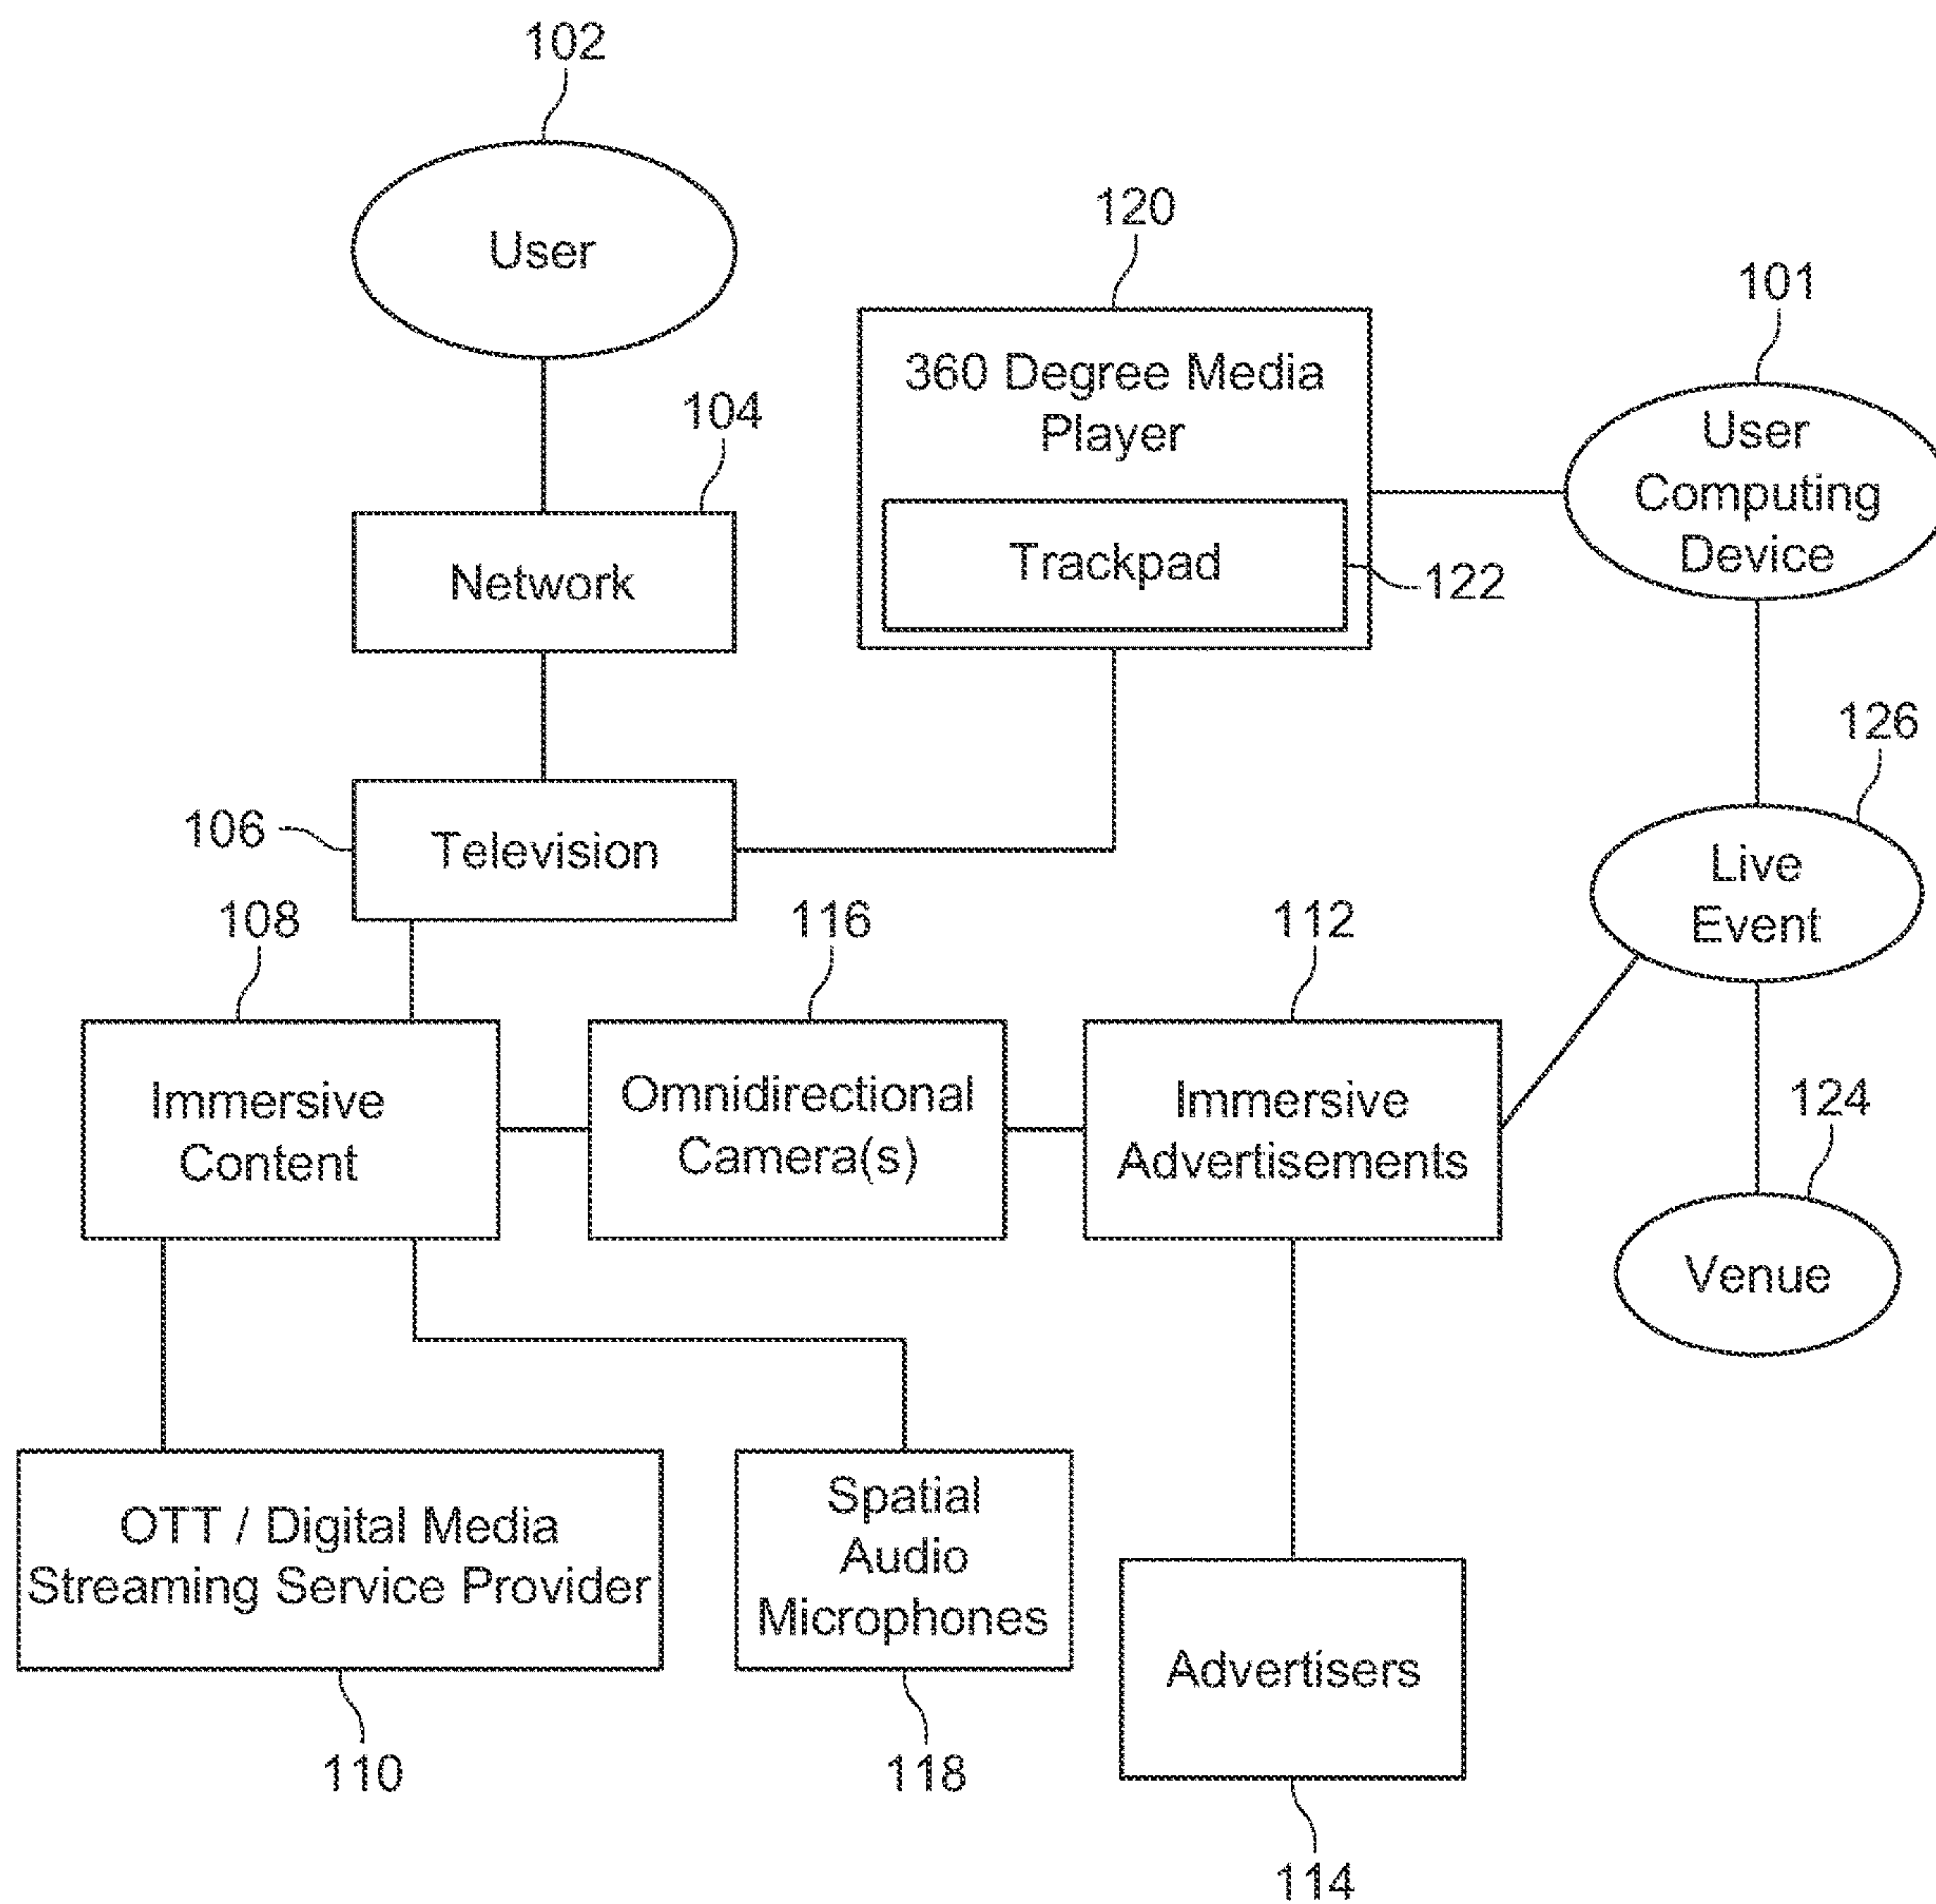 102
User
120
101
360 Degree Media
Player
User
Computing
Device
104
Network
Trackpad
122
126
106
Television
Live
Event
108
116
112
Immersive
Content
Omnidirectional
Camera(s)
Immersive
Advertisements
124
Venue
OTT / Digital Media
Streaming Service Provider
Spatial
Audio
Microphones
Advertisers
110
118
114